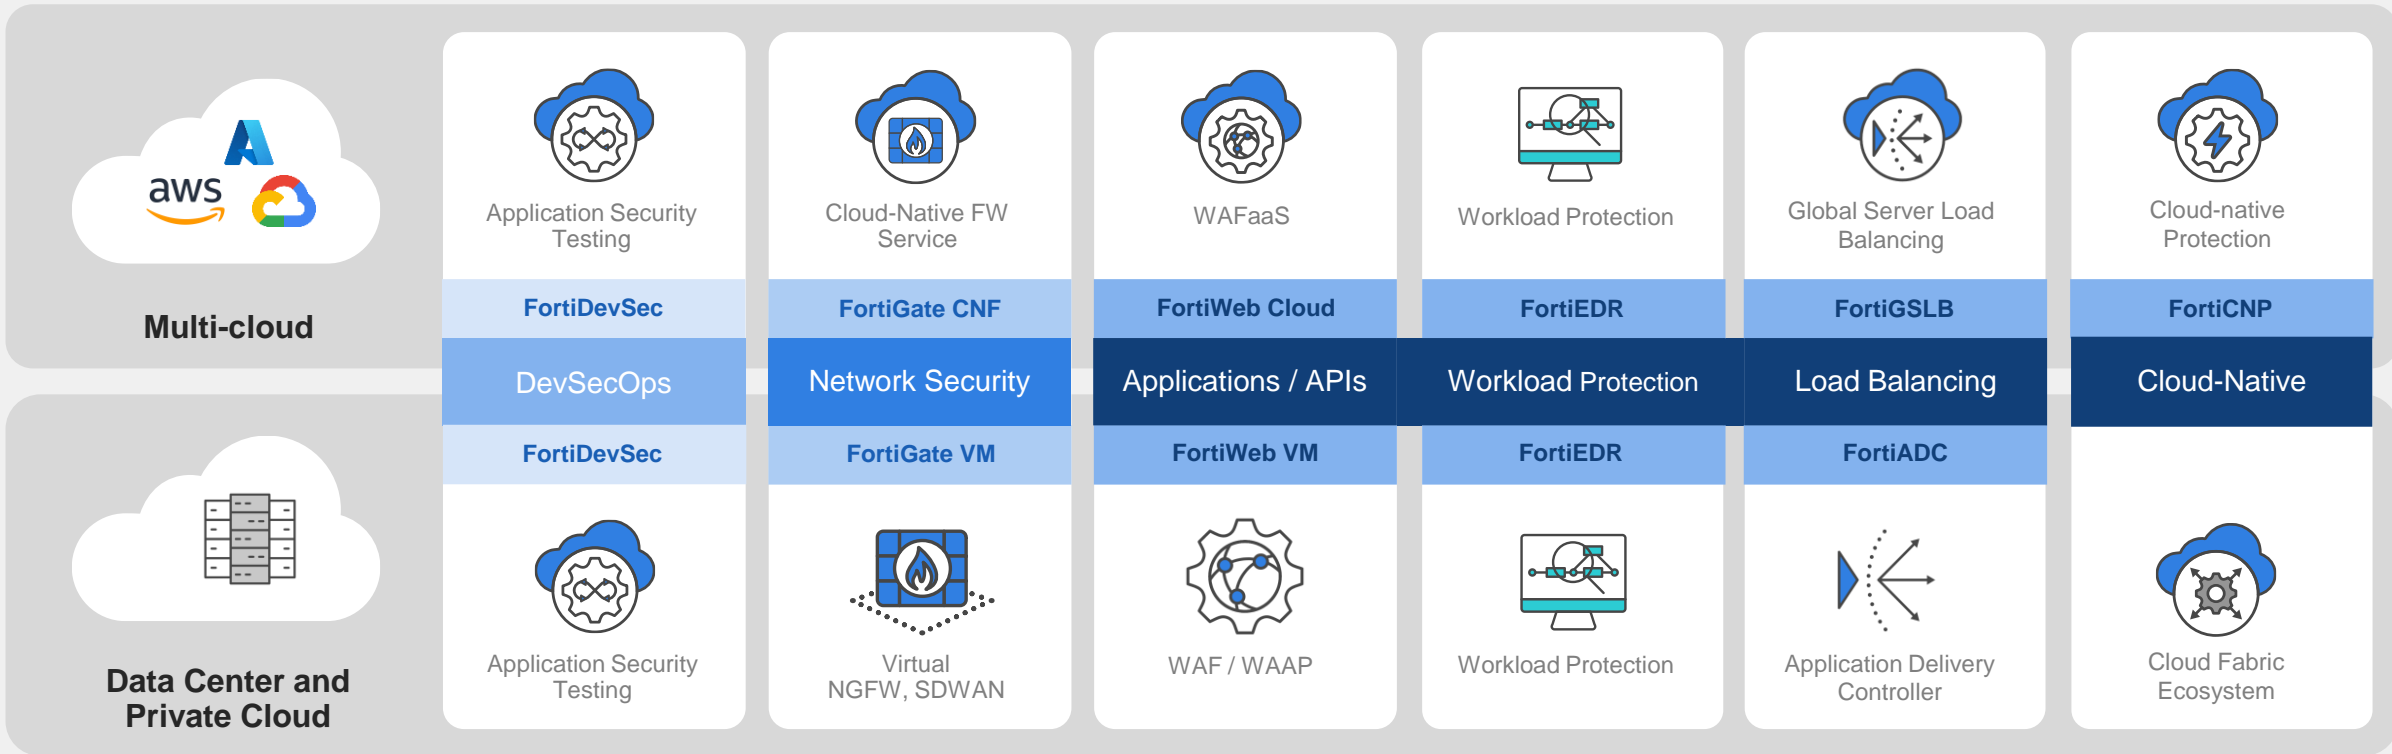 aws
Multi-cloud
Application Security
Testing
Cloud-Native FW
Service
WAFaaS
Workload Protection
Global Server Load
Balancing
Cloud-native
Protection
FortiDevSec
FortiGate CNF
FortiWeb Cloud
FortiEDR
FortiGSLB
FortiCNP
DevSecOps
Network Security
Applications / APIs
Workload Protection
Load Balancing
Cloud-Native
FortiDevSec
FortiGate VM
FortiWeb VM
FortiEDR
FortiADC
Data Center and
Private Cloud
Application Security
Testing
Virtual
NGFW, SDWAN
WAF / WAAP
Workload Protection
Application Delivery
Controller
Cloud Fabric
Ecosystem